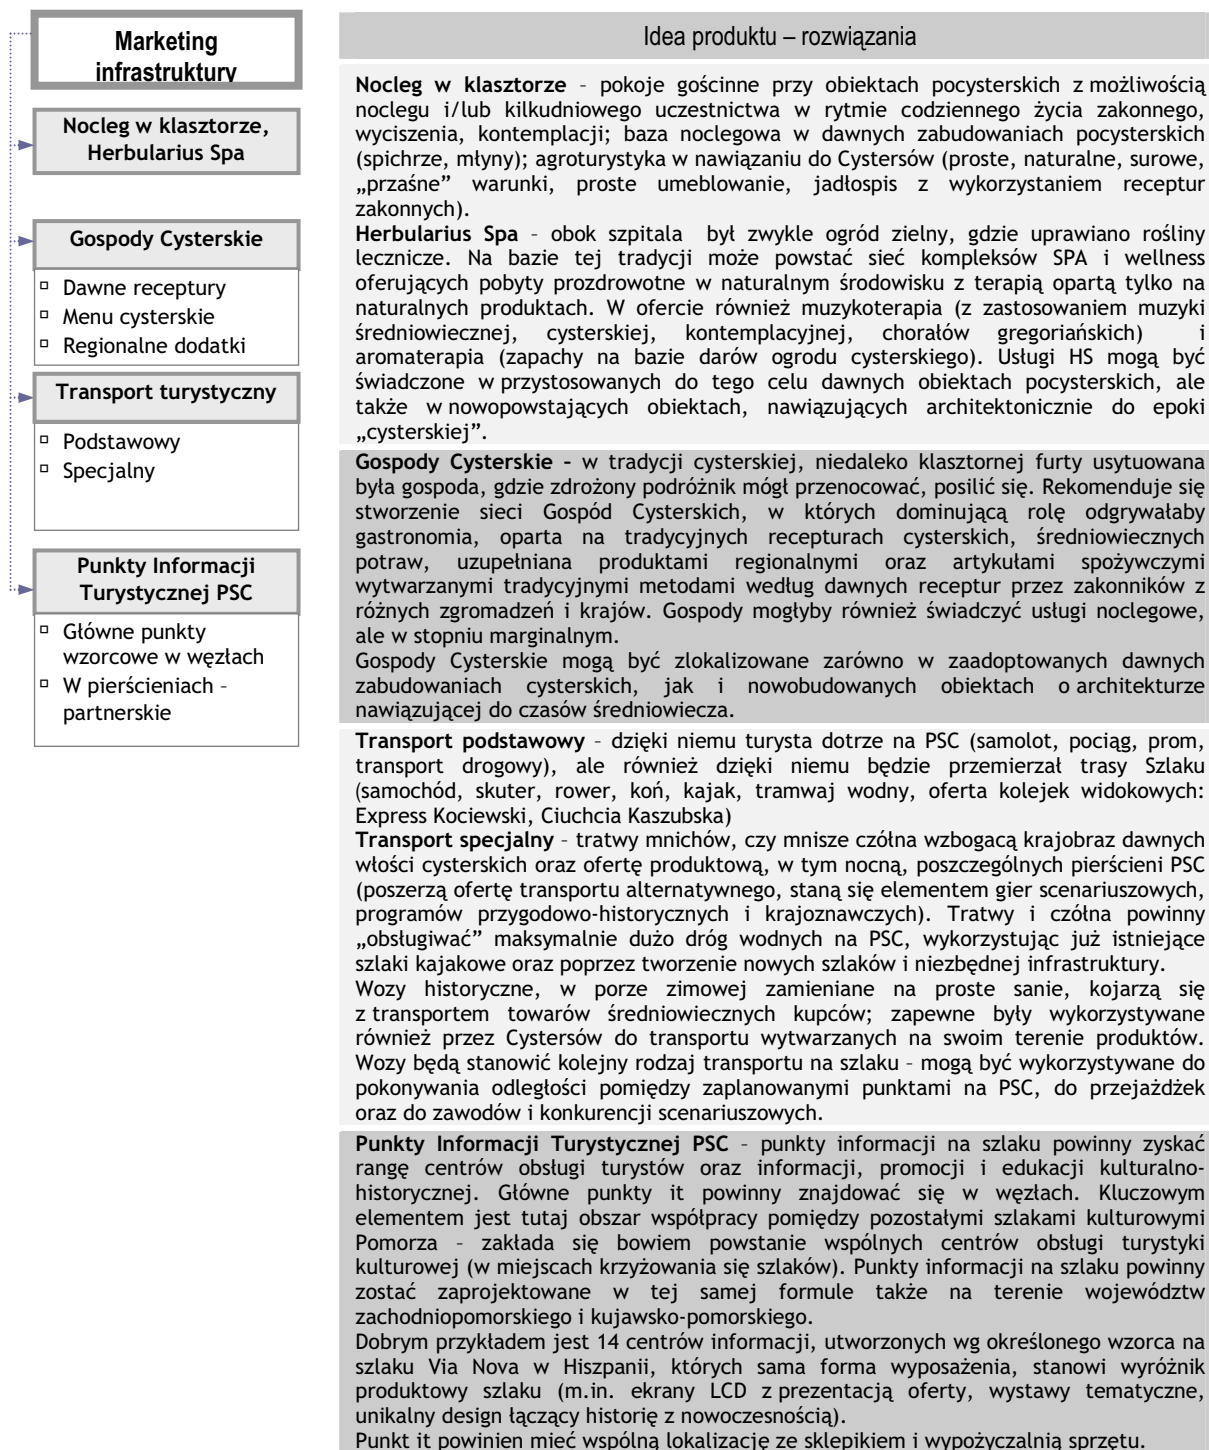 Marketing
infrastruktury
Nocleg w klasztorze,
Herbularius Spa
Gospody Cysterskie
Dawne receptury
Menu cysterskie
Regionalne dodatki
Transport turystyczny
Podstawowy
Specjalny
Punkty Informacji
Turystycznej PSC
Główne punkty
wzorcowe w węzłach
W pierścieniach –
partnerskie
Idea produktu – rozwiązania
Nocleg w klasztorze – pokoje gościnne przy obiektach pocysterskich z możliwością
noclegu i/lub kilkudniowego uczestnictwa w rytmie codziennego życia zakonnego,
wyciszenia, kontemplacji; baza noclegowa w dawnych zabudowaniach pocysterskich
(spichrze, młyny); agroturystyka w nawiązaniu do Cystersów (proste, naturalne, surowe,
„przaśne” warunki, proste umeblowanie, jadłospis z wykorzystaniem receptur
zakonnych).
Herbularius Spa – obok szpitala był zwykle ogród zielny, gdzie uprawiano rośliny
lecznicze. Na bazie tej tradycji może powstać sieć kompleksów SPA i wellness
oferujących pobyty prozdrowotne w naturalnym środowisku z terapią opartą tylko na
naturalnych produktach. W ofercie również muzykoterapia (z zastosowaniem muzyki
średniowiecznej, cysterskiej, kontemplacyjnej, chorałów gregoriańskich) i
aromaterapia (zapachy na bazie darów ogrodu cysterskiego). Usługi HS mogą być
świadczone w przystosowanych do tego celu dawnych obiektach pocysterskich, ale
także w nowopowstających obiektach, nawiązujących architektonicznie do epoki
„cysterskiej”.
Gospody Cysterskie – w tradycji cysterskiej, niedaleko klasztornej furty usytuowana
była gospoda, gdzie zdrożony podróżnik mógł przenocować, posilić się. Rekomenduje się
stworzenie sieci Gospód Cysterskich, w których dominującą rolę odgrywałaby
gastronomia, oparta na tradycyjnych recepturach cysterskich, średniowiecznych
potraw, uzupełniana produktami regionalnymi oraz artykułami spożywczymi
wytwarzanymi tradycyjnymi metodami według dawnych receptur przez zakonników z
różnych zgromadzeń i krajów. Gospody mogłyby również świadczyć usługi noclegowe,
ale w stopniu marginalnym.
Gospody Cysterskie mogą być zlokalizowane zarówno w zaadoptowanych dawnych
zabudowaniach cysterskich, jak i nowobudowanych obiektach o architekturze
nawiązującej do czasów średniowiecza.
Transport podstawowy – dzięki niemu turysta dotrze na PSC (samolot, pociąg, prom,
transport drogowy), ale również dzięki niemu będzie przemierzał trasy Szlaku
(samochód, skuter, rower, koń, kajak, tramwaj wodny, oferta kolejek widokowych:
Express Kociewski, Ciuchcia Kaszubska)
Transport specjalny – tratwy mnichów, czy mnisze czółna wzbogacą krajobraz dawnych
włości cysterskich oraz ofertę produktową, w tym nocną, poszczególnych pierścieni PSC
(poszerzą ofertę transportu alternatywnego, staną się elementem gier scenariuszowych,
programów przygodowo-historycznych i krajoznawczych). Tratwy i czółna powinny
„obsługiwać” maksymalnie dużo dróg wodnych na PSC, wykorzystując już istniejące
szlaki kajakowe oraz poprzez tworzenie nowych szlaków i niezbędnej infrastruktury.
Wozy historyczne, w porze zimowej zamieniane na proste sanie, kojarzą się
z transportem towarów średniowiecznych kupców; zapewne były wykorzystywane
również przez Cystersów do transportu wytwarzanych na swoim terenie produktów.
Wozy będą stanowić kolejny rodzaj transportu na szlaku – mogą być wykorzystywane do
pokonywania odległości pomiędzy zaplanowanymi punktami na PSC, do przejażdżek
oraz do zawodów i konkurencji scenariuszowych.
Punkty Informacji Turystycznej PSC – punkty informacji na szlaku powinny zyskać
rangę centrów obsługi turystów oraz informacji, promocji i edukacji kulturalno-
historycznej. Główne punkty it powinny znajdować się w węzłach. Kluczowym
elementem jest tutaj obszar współpracy pomiędzy pozostałymi szlakami kulturowymi
Pomorza – zakłada się bowiem powstanie wspólnych centrów obsługi turystyki
kulturowej (w miejscach krzyżowania się szlaków). Punkty informacji na szlaku powinny
zostać zaprojektowane w tej samej formule także na terenie województw
zachodniopomorskiego i kujawsko-pomorskiego.
Dobrym przykładem jest 14 centrów informacji, utworzonych wg określonego wzorca na
szlaku Via Nova w Hiszpanii, których sama forma wyposażenia, stanowi wyróżnik
produktowy szlaku (m.in. ekrany LCD z prezentacją oferty, wystawy tematyczne,
unikalny design łączący historię z nowoczesnością).
Punkt it powinien mieć wspólną lokalizację ze sklepikiem i wypożyczalnią sprzętu.